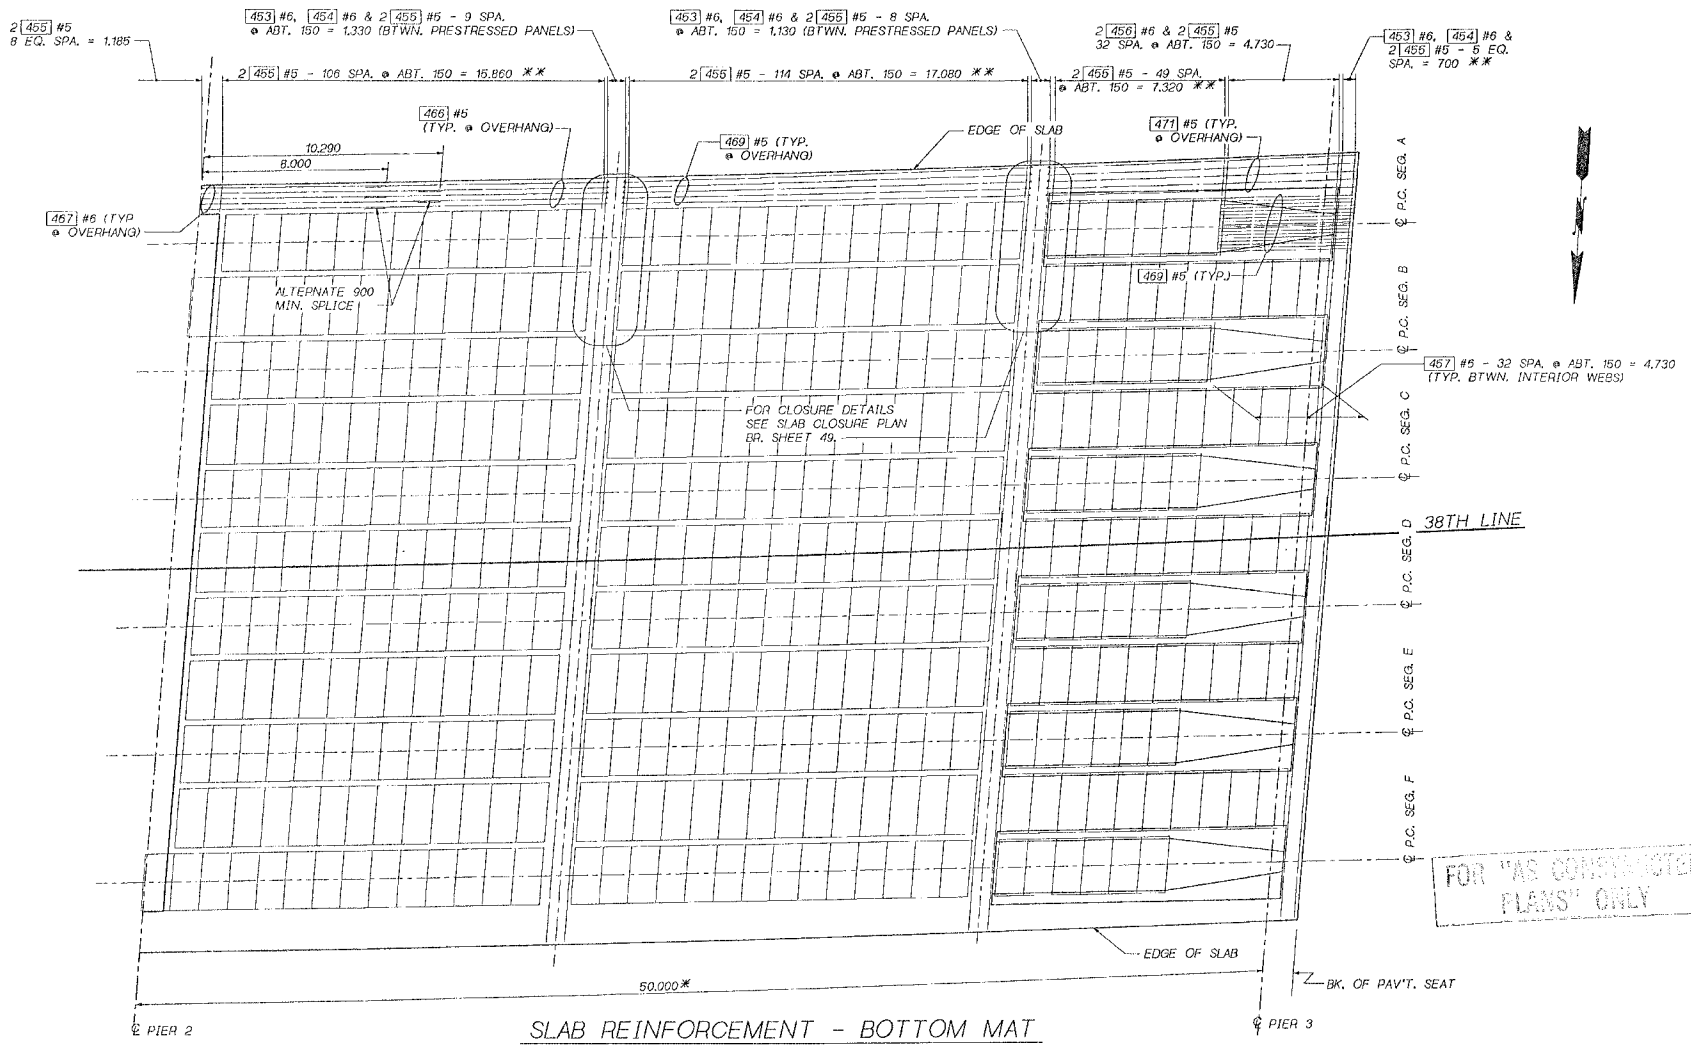 2 455 #5
8 EQ. SPA. = 1.185
453 #6, 454 #6 & 2 455 #5 - 9 SPA.
@ ABT. 150 = 1.330 (BTWN. PRESTRESSED PANELS)
453 #6, 454 #6 & 2 455 #5 - 8 SPA.
@ ABT. 150 = 1.130 (BTWN. PRESTRESSED PANELS)
2 456 #6 & 2 455 #5
32 SPA. @ ABT. 150 = 4.730
453 #6, 454 #6 &
2 455 #5 - 5 EQ.
SPA. = 700 **
2 455 #5 - 106 SPA. @ ABT. 150 = 15.860 **
2 455 #5 - 114 SPA. @ ABT. 150 = 17.080 **
2 455 #5 - 49 SPA.
@ ABT. 150 = 7.320 **
466 #5
(TYP. @ OVERHANG)
469 #5 (TYP.
@ OVERHANG)
EDGE OF SLAB
471 #5 (TYP.
@ OVERHANG)
10.290
8.000
467 #6 (TYP
@ OVERHANG)
ALTERNATE 900
MIN. SPLICE
469 #5 (TYP.)
457 #6 - 32 SPA. @ ABT. 150 = 4.730
(TYP. BTWN. INTERIOR WEBS)
FOR CLOSURE DETAILS
SEE SLAB CLOSURE PLAN
BR. SHEET 49.
℄ P.C. SEG. A
℄ P.C. SEG. B
℄ P.C. SEG. C
℄ P.C. SEG. D
℄ P.C. SEG. E
℄ P.C. SEG. F
N
38TH LINE
FOR "AS CONSTRUCTED
PLANS" ONLY
EDGE OF SLAB
50.000*
BK. OF PAV'T. SEAT
℄ PIER 2
℄ PIER 3
SLAB REINFORCEMENT - BOTTOM MAT